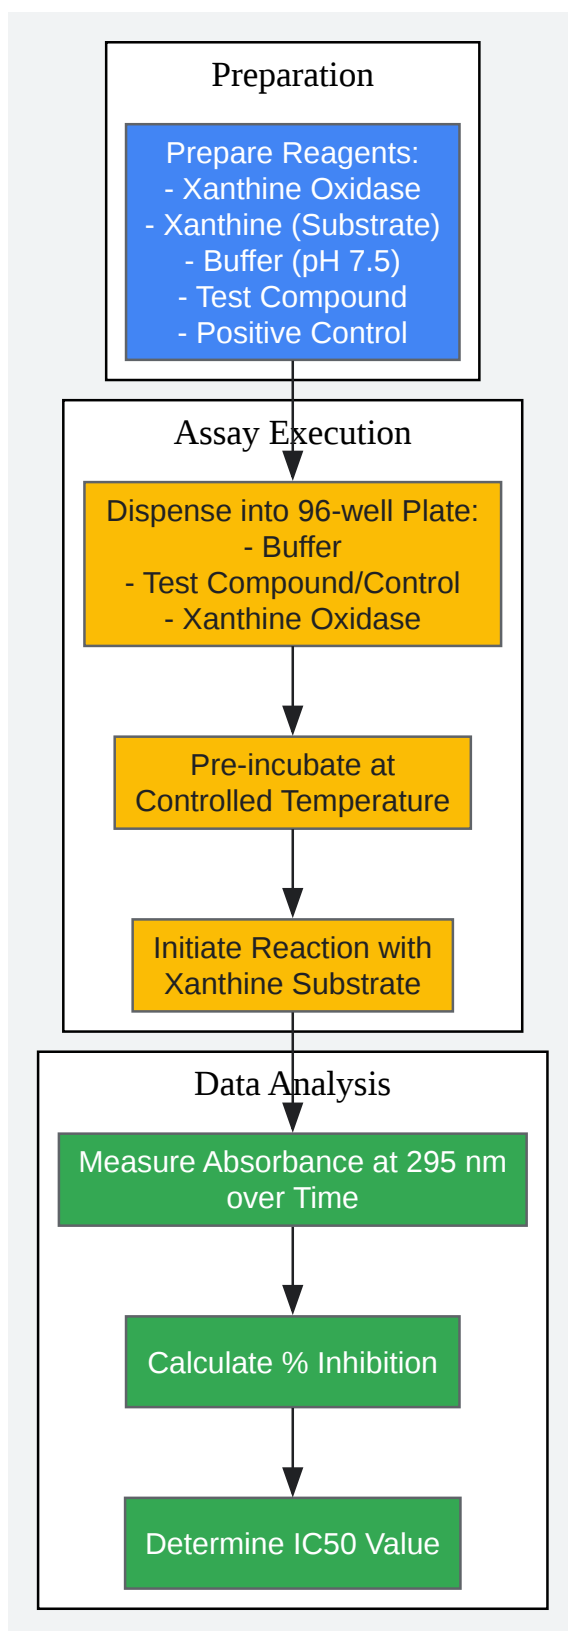 Preparation
Prepare Reagents:
- Xanthine Oxidase
- Xanthine (Substrate)
- Buffer (pH 7.5)
- Test Compound
- Positive Control
Assay Execution
Dispense into 96-well Plate:
- Buffer
- Test Compound/Control
- Xanthine Oxidase
Pre-incubate at
Controlled Temperature
Initiate Reaction with
Xanthine Substrate
Data Analysis
Measure Absorbance at 295 nm
over Time
Calculate % Inhibition
Determine IC50 Value